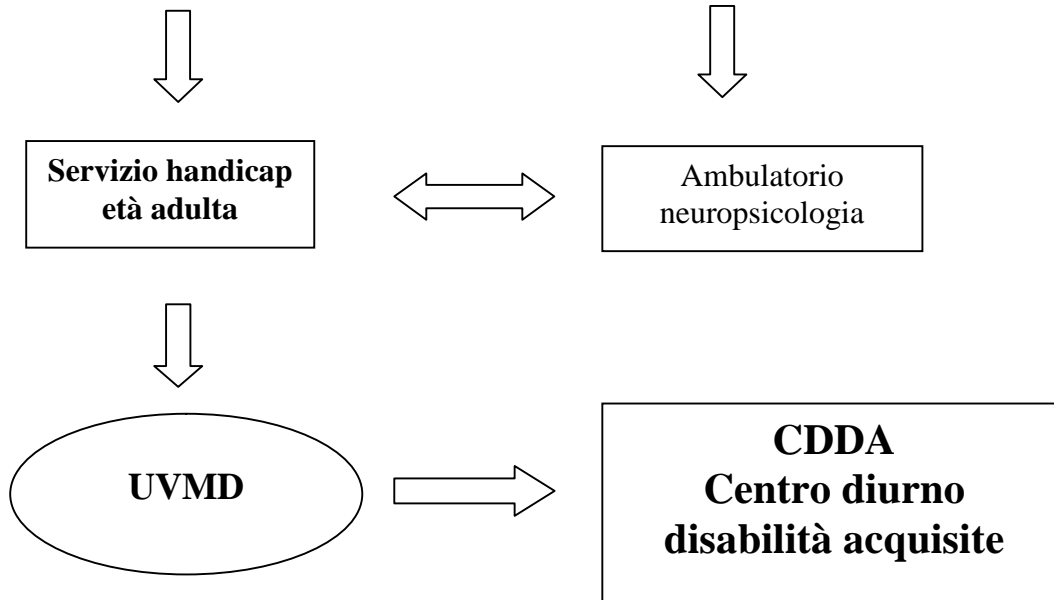 Servizio handicap
età adulta
Ambulatorio
neuropsicologia
UVMD
CDDA
Centro diurno
disabilità acquisite